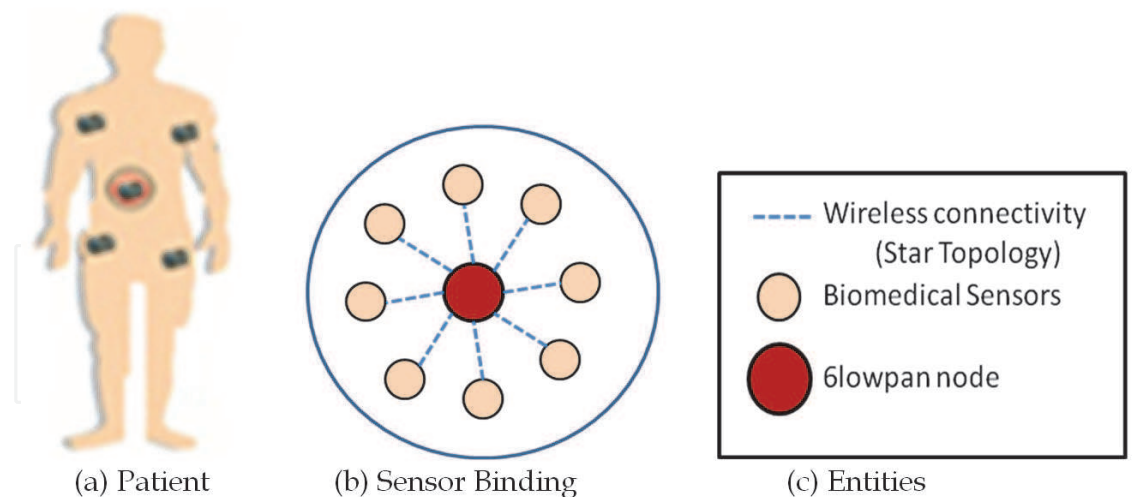 Wireless connectivity
(Star Topology)
Biomedical Sensors
6lowpan node
(a) Patient
(b) Sensor Binding
(c) Entities